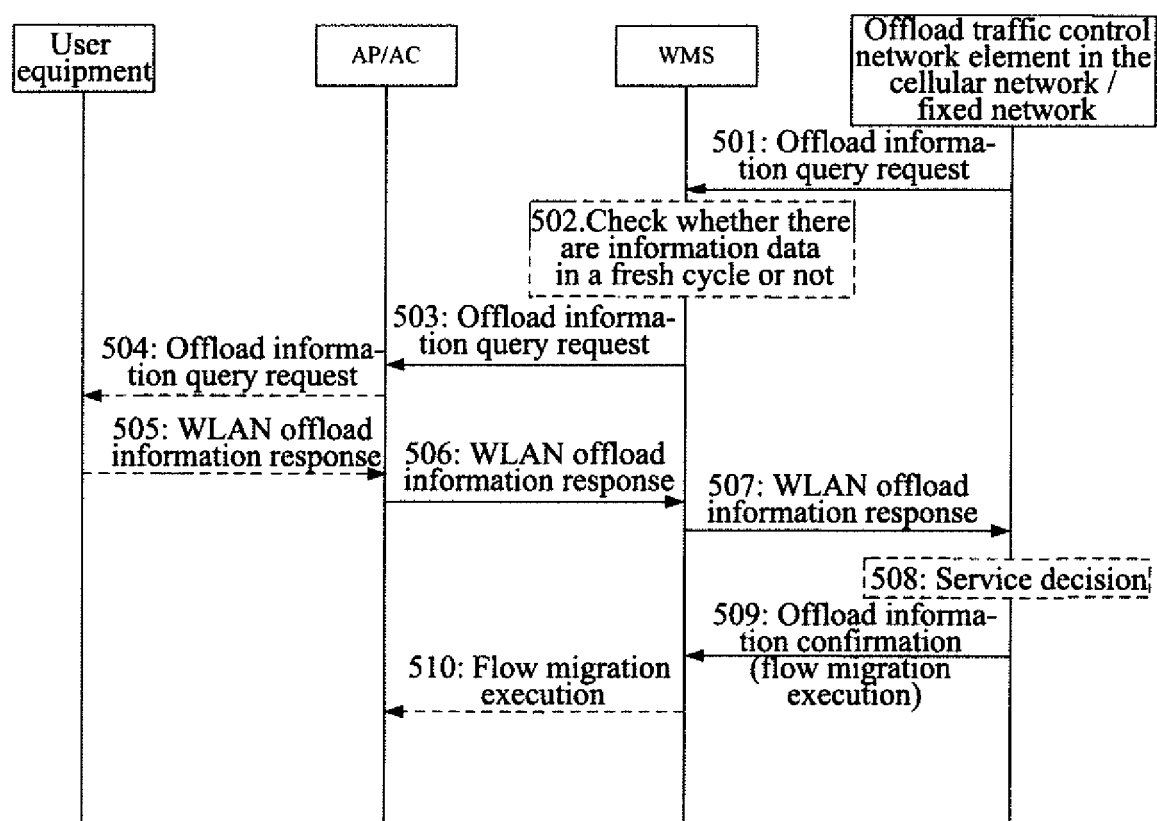 User
equipment
AP/AC
WMS
Offload traffic control
network element in the
cellular network /
fixed network
501: Offload informa-
tion query request
502.Check whether there
are information data
in a fresh cycle or not
503: Offload informa-
tion query request
504: Offload informa-
tion query request
505: WLAN offload
information response
506: WLAN offload
information response
507: WLAN offload
information response
508: Service decision
509: Offload informa-
tion confirmation
(flow migration
execution)
510: Flow migration
execution